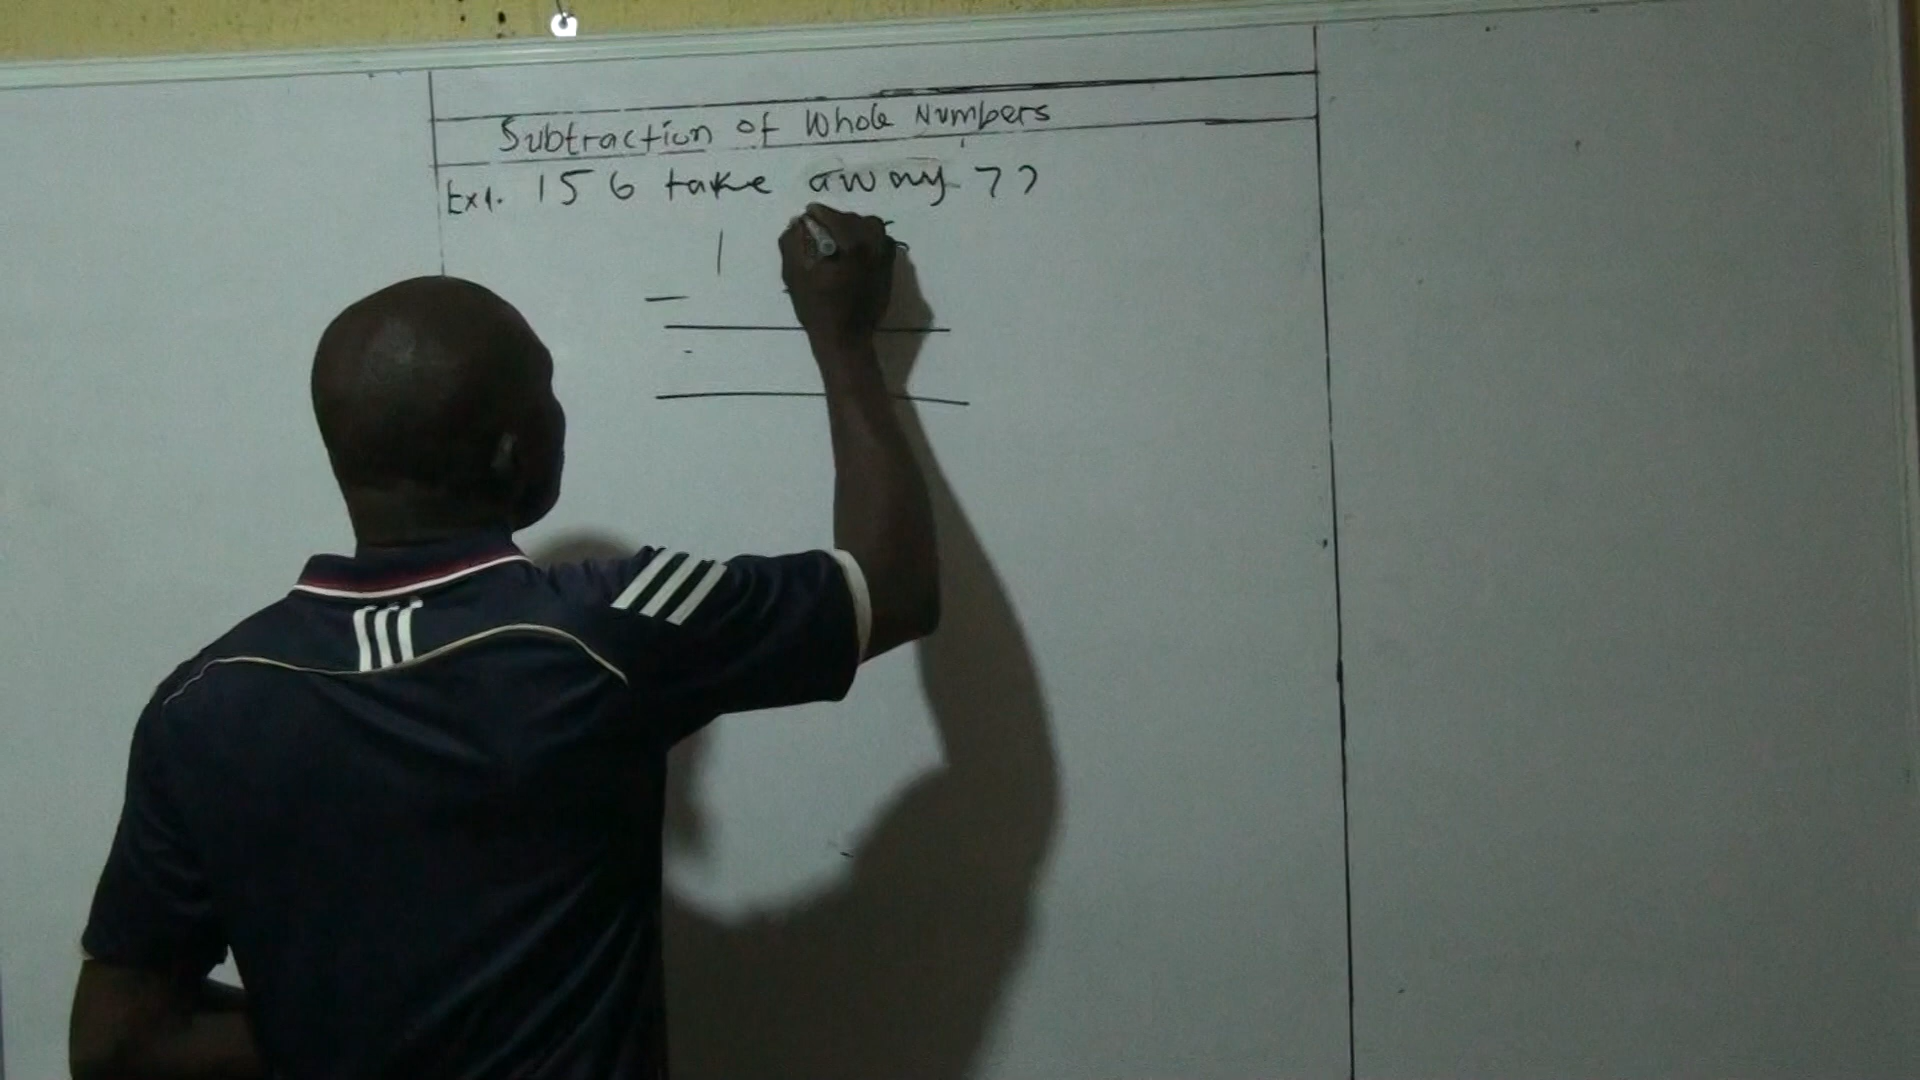 Subtraction of Whole Numbers
Ex1. 156 take away 77
1
—